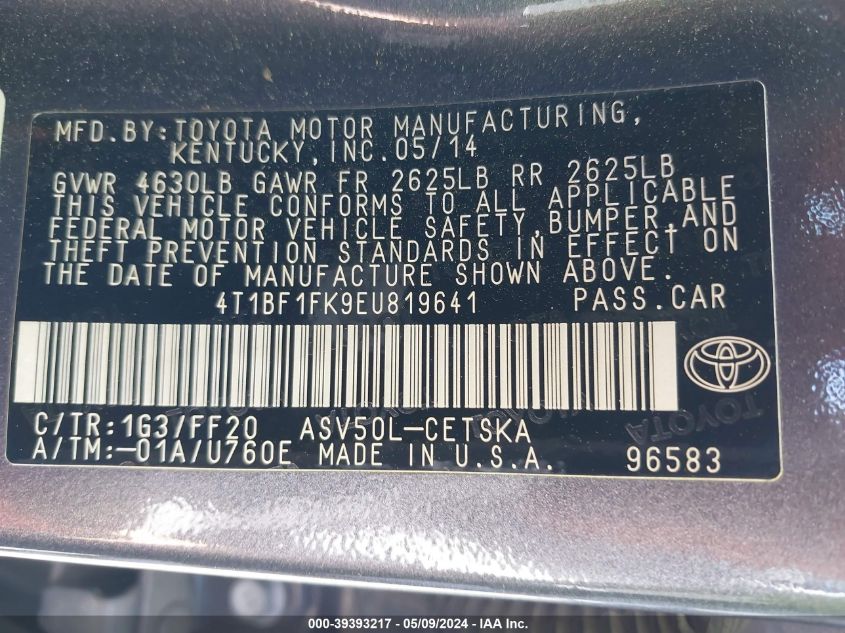 MFD.BY:TOYOTA MOTOR MANUFACTURING,
KENTUCKY,INC.05/14
GVWR 4630LB GAWR FR 2625LB RR 2625LB
THIS VEHICLE CONFORMS TO ALL APPLICABLE
FEDERAL MOTOR VEHICLE SAFETY,BUMPER,AND
THEFT PREVENTION STANDARDS IN EFFECT ON
THE DATE OF MANUFACTURE SHOWN ABOVE.
4T1BF1FK9EU819641 PASS.CAR
C/TR:1G3/FF20 ASV50L-CETSKA
A/TM:-01A/U760E MADE IN U.S.A. 96583
TOYOTA
000-39393217 - 05/09/2024 - IAA Inc.